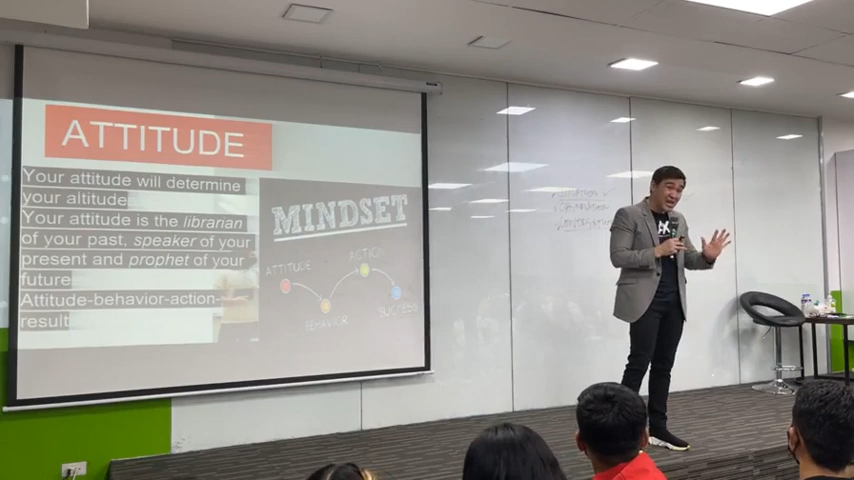 ATTITUDE
Your attitude will determine
your altitude
Your attitude is the librarian
of your past, speaker of your
present and prophet of your
future
Attitude-behavior-action-
result
MINDSET
ATTITUDE
BEHAVIOR
ACTION
SUCCESS